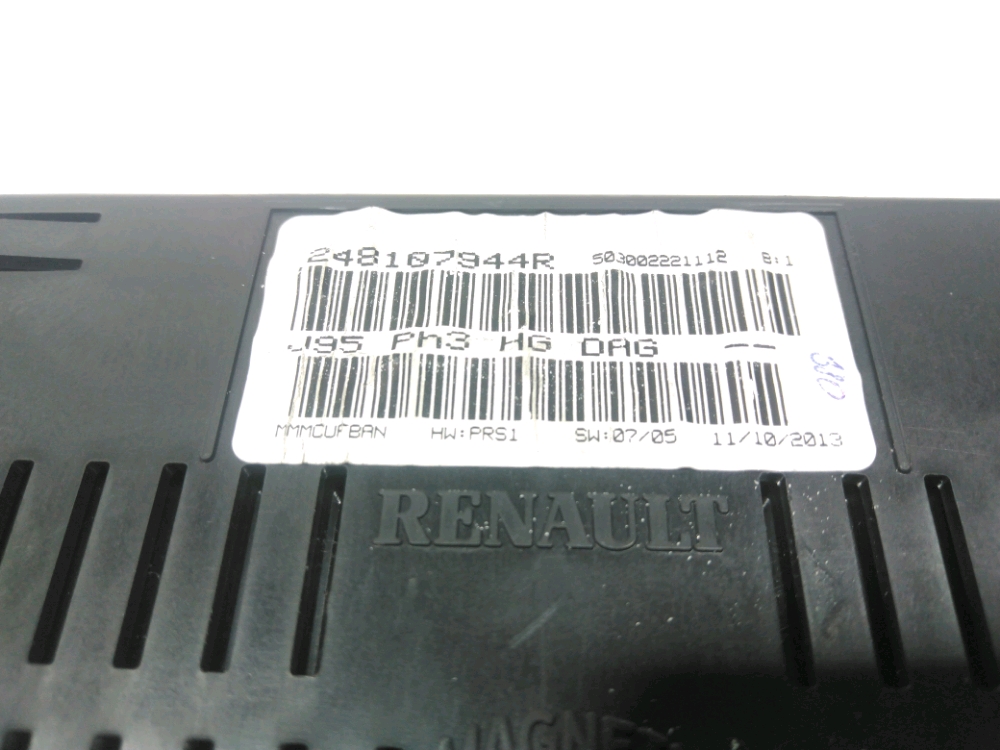 248107944R 503002221112 8:1
J95 Ph3 HG DAG --
MMMCUFBAN HW:PRS1 SW:07/05 11/10/2013
RENAULT